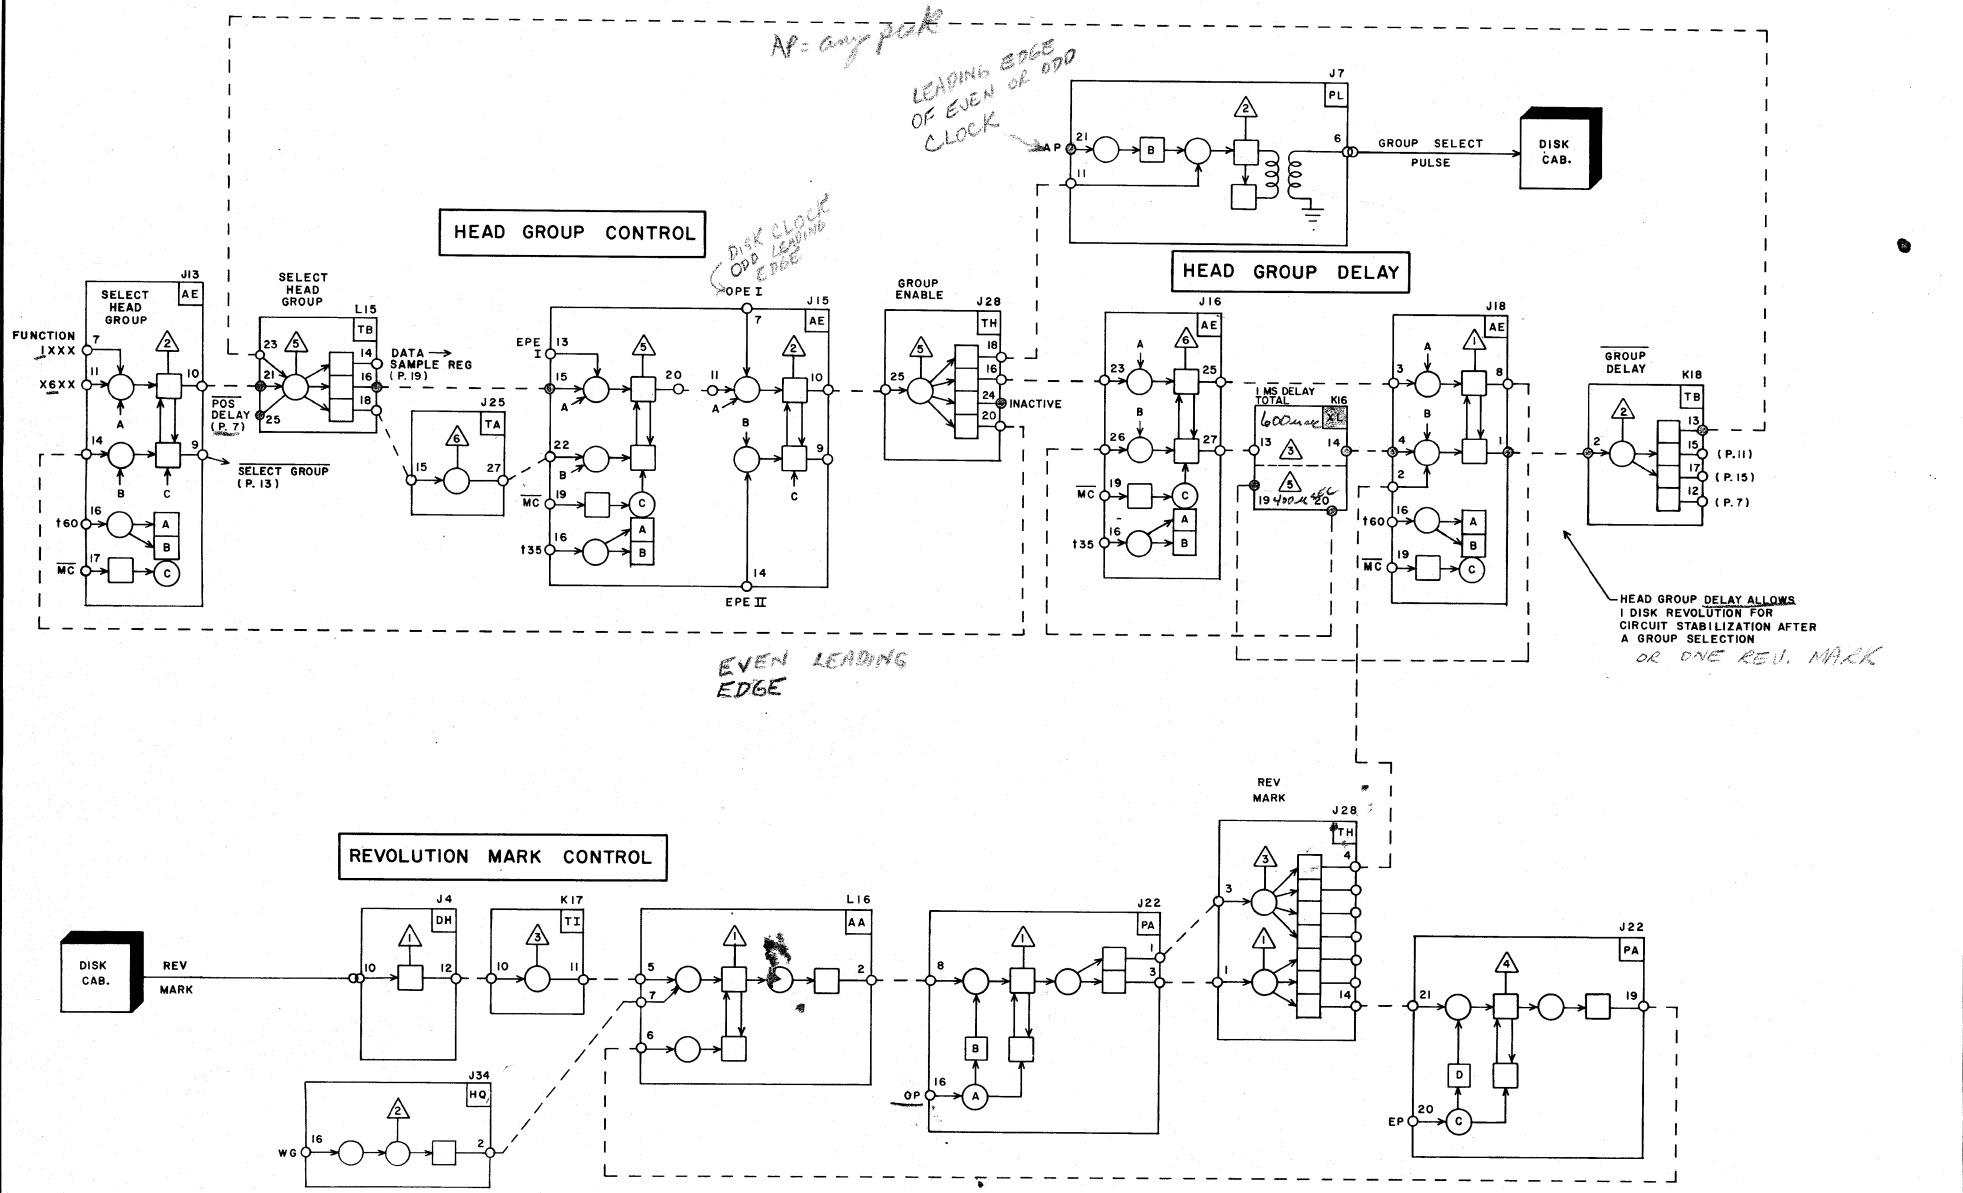 AP = any peak
LEADING EDGE
OF EVEN OR ODD
CLOCK
J7
PL
2
AP
21
B
6
11
GROUP SELECT
PULSE
DISK
CAB.
HEAD GROUP CONTROL
DISK CLOCK
ODD LEADING
EDGE
HEAD GROUP DELAY
J13
AE
SELECT
HEAD
GROUP
FUNCTION
1XXX
7
2
11
X6XX
10
A
14
9
B
C
SELECT GROUP
(P. 13)
t60
16
A
B
MC
17
C
SELECT
HEAD
GROUP
L15
TB
23
5
14
21
16
18
25
POS
DELAY
(P. 7)
DATA →
SAMPLE REG
(P. 19)
J25
TA
6
15
27
OPE I
7
J15
AE
EPE
I
13
5
2
15
A
20
11
A
10
22
B
B
9
C
MC
19
C
t35
16
A
B
14
EPE II
GROUP
ENABLE
J28
TH
5
18
25
16
24
INACTIVE
20
J16
AE
A
6
23
25
B
26
27
MC
19
C
t35
16
A
B
1 MS DELAY
TOTAL
K16
600 µsec
XL
13
3
14
5
19
400 µ SEC
20
J18
AE
A
1
3
8
B
4
1
2
t60
16
A
B
MC
19
C
GROUP
DELAY
K18
TB
2
2
13
15
(P.11)
17
(P.15)
12
(P.7)
HEAD GROUP DELAY ALLOWS
1 DISK REVOLUTION FOR
CIRCUIT STABILIZATION AFTER
A GROUP SELECTION
OR ONE REV. MARK
EVEN LEADING
EDGE
REVOLUTION MARK CONTROL
DISK
CAB.
REV
MARK
J4
DH
1
10
12
K17
TI
3
10
11
L16
AA
1
5
7
2
6
J34
HQ
2
WG
16
2
J22
PA
1
8
1
3
B
OP
16
A
REV
MARK
J28
TH
3
4
3
1
1
14
J22
PA
4
21
19
D
EP
20
C